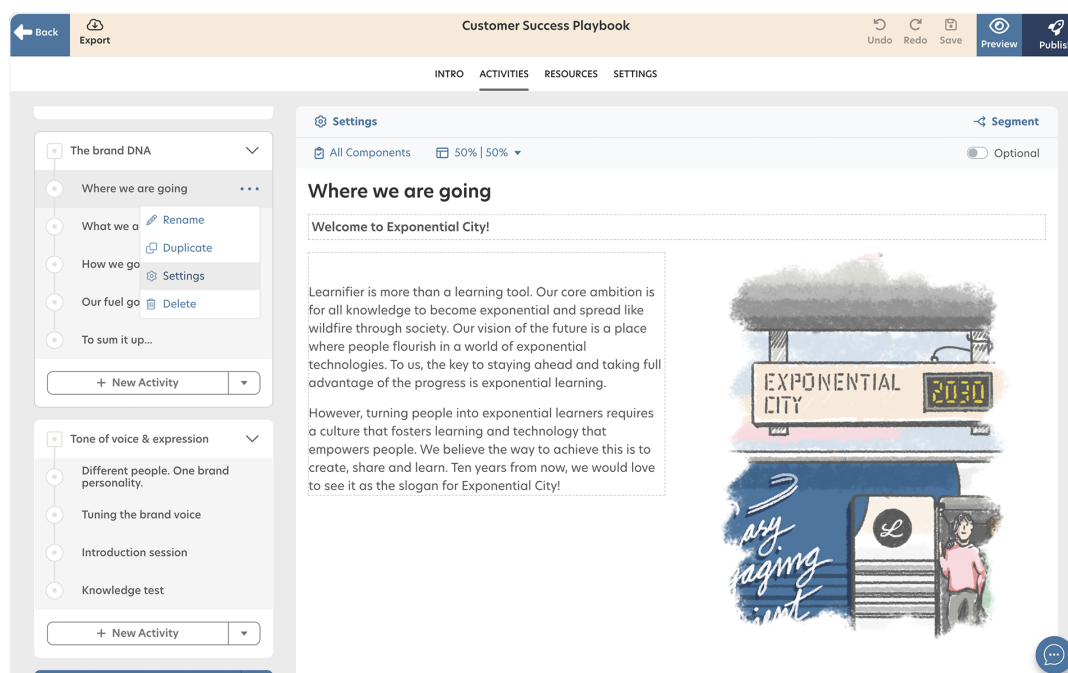 Back
Export
Customer Success Playbook
Undo
Redo
Save
Preview
Publis
INTRO
ACTIVITIES
RESOURCES
SETTINGS
The brand DNA
Where we are going
What we a
How we go
Our fuel go
To sum it up...
Rename
Duplicate
Settings
Delete
+ New Activity
Tone of voice & expression
Different people. One brand
personality.
Tuning the brand voice
Introduction session
Knowledge test
+ New Activity
Settings
Segment
All Components
50% | 50%
Optional
Where we are going
Welcome to Exponential City!
Learnifier is more than a learning tool. Our core ambition is
for all knowledge to become exponential and spread like
wildfire through society. Our vision of the future is a place
where people flourish in a world of exponential
technologies. To us, the key to staying ahead and taking full
advantage of the progress is exponential learning.
However, turning people into exponential learners requires
a culture that fosters learning and technology that
empowers people. We believe the way to achieve this is to
create, share and learn. Ten years from now, we would love
to see it as the slogan for Exponential City!
EXPONENTIAL
CITY
2030
asy
aging
L